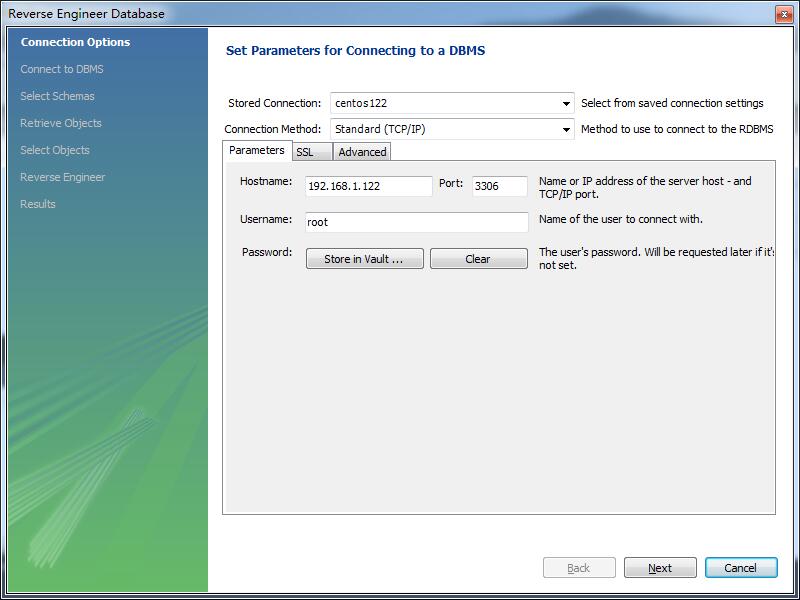 Reverse Engineer Database
Connection Options
Connect to DBMS
Select Schemas
Retrieve Objects
Select Objects
Reverse Engineer
Results
Set Parameters for Connecting to a DBMS
Stored Connection: centos122 Select from saved connection settings
Connection Method: Standard (TCP/IP) Method to use to connect to the RDBMS
Parameters SSL Advanced
Hostname: 192.168.1.122 Port: 3306 Name or IP address of the server host - and
TCP/IP port.
Username: root Name of the user to connect with.
Password: Store in Vault ... Clear The user's password. Will be requested later if it's
not set.
Back Next Cancel